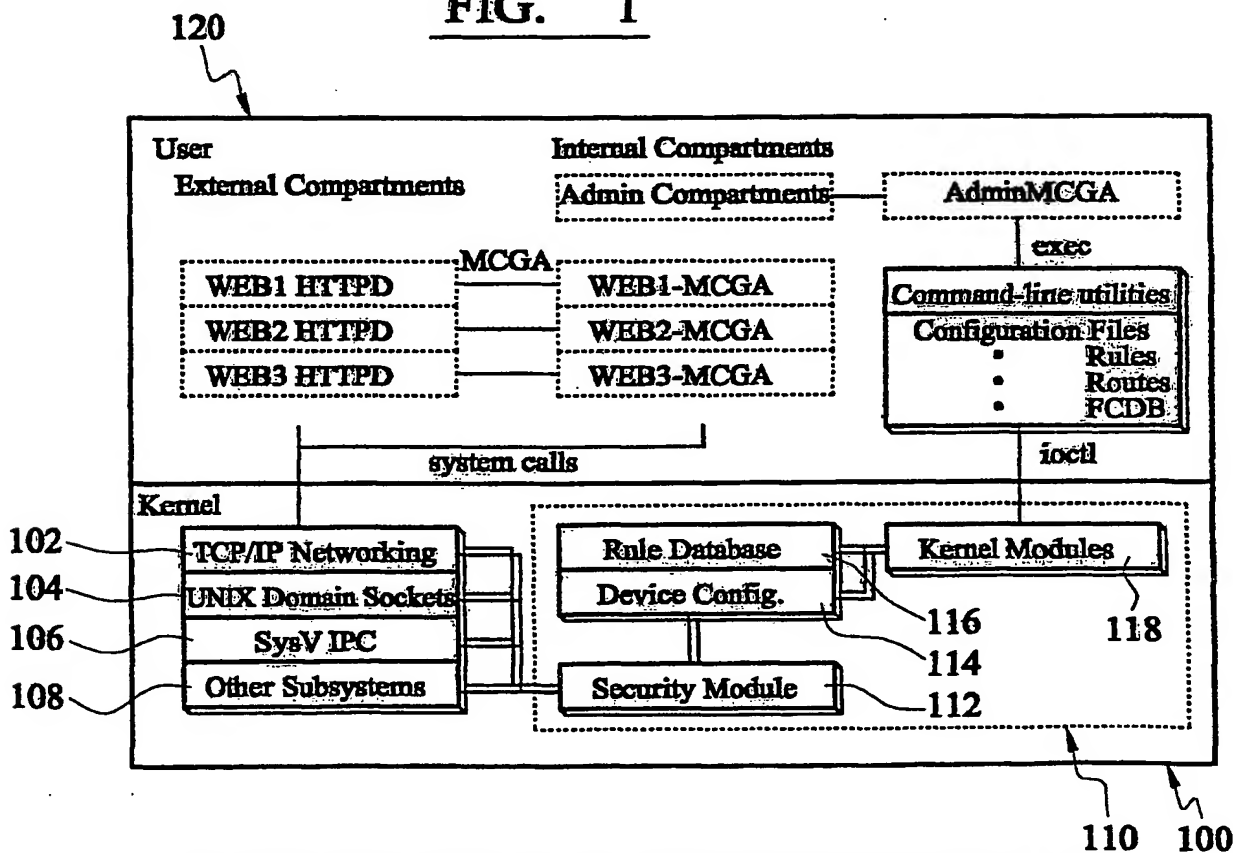 FIG. 1
120
User
Internal Compartments
External Compartments
Admin Compartments
AdminMCGA
exec
MCGA
WEB1 HTTPD
WEB1-MCGA
WEB2 HTTPD
WEB2-MCGA
WEB3 HTTPD
WEB3-MCGA
Command-line utilities
Configuration Files
• Rules
• Routes
• FCDB
system calls
ioctl
Kernel
102
TCP/IP Networking
Rule Database
Kernel Modules
104
UNIX Domain Sockets
Device Config.
106
SysV IPC
116
118
114
108
Other Subsystems
Security Module
112
110
100